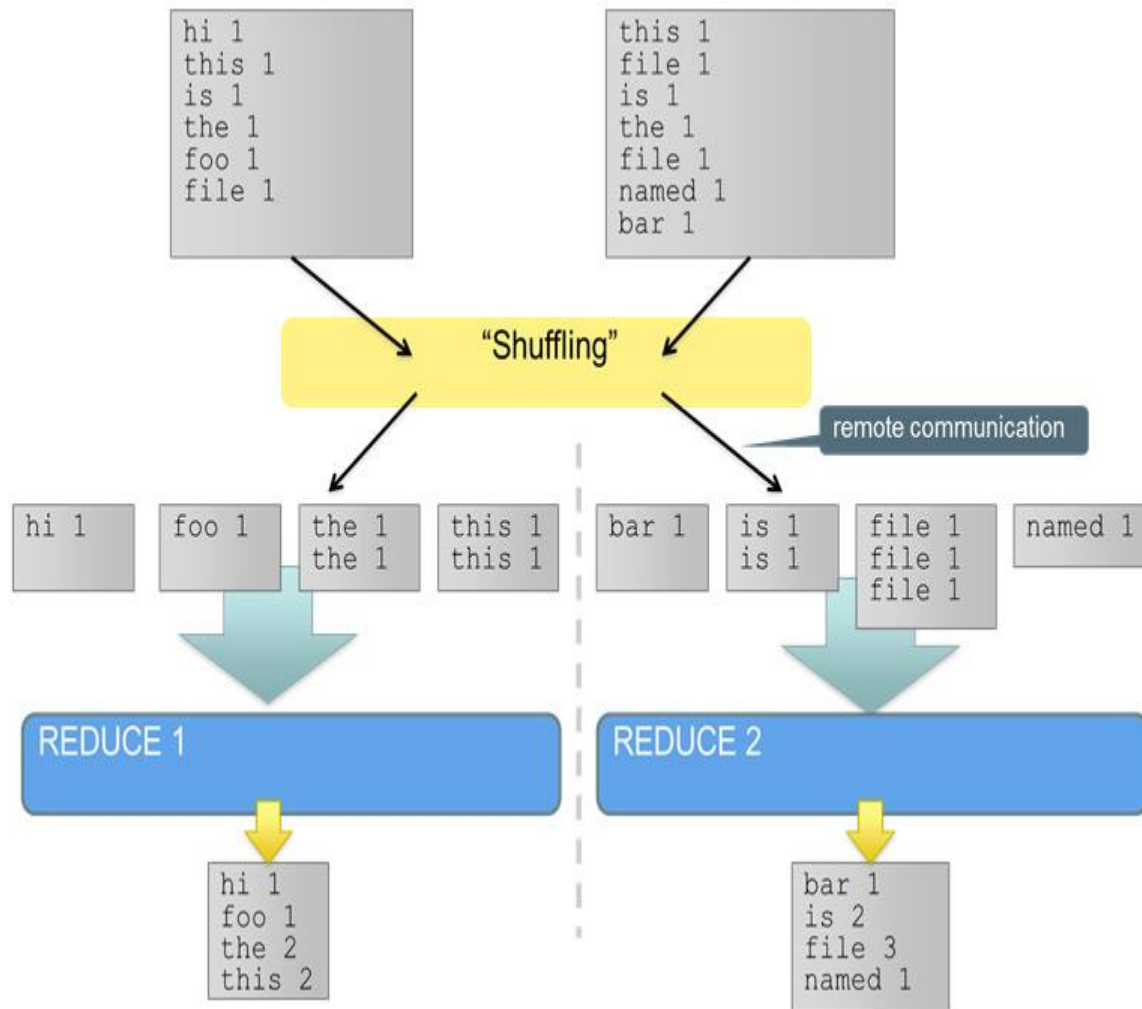 hi 1
this 1
is 1
the 1
foo 1
file 1
this 1
file 1
is 1
the 1
file 1
named 1
bar 1
“Shuffling”
remote communication
hi 1
foo 1
the 1
the 1
this 1
this 1
bar 1
is 1
is 1
file 1
file 1
file 1
named 1
REDUCE 1
REDUCE 2
hi 1
foo 1
the 2
this 2
bar 1
is 2
file 3
named 1